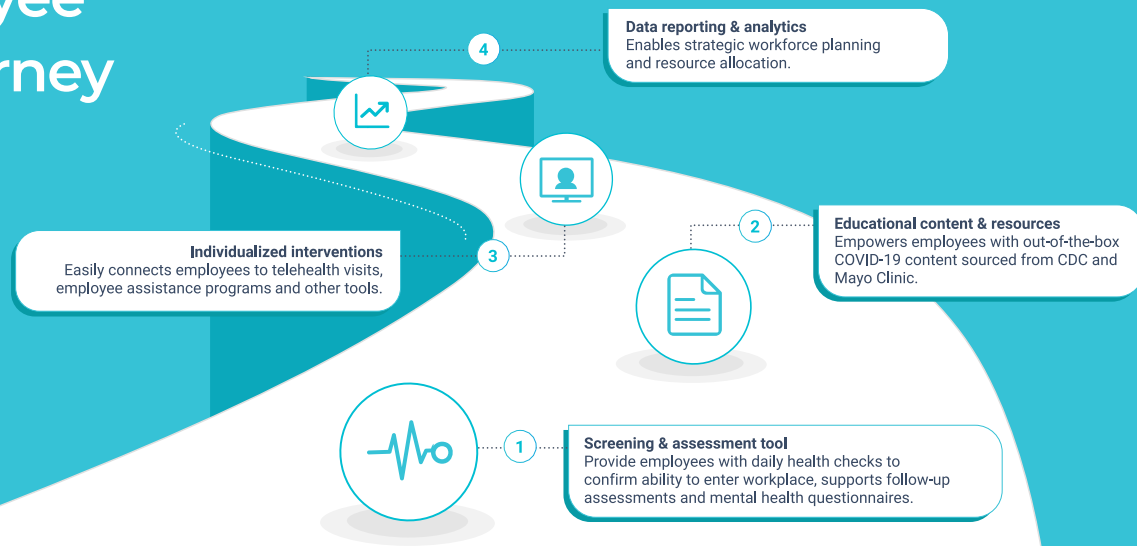 4
Data reporting & analytics
Enables strategic workforce planning
and resource allocation.
2
Educational content & resources
Empowers employees with out-of-the-box
COVID-19 content sourced from CDC and
Mayo Clinic.
Individualized interventions
Easily connects employees to telehealth visits,
employee assistance programs and other tools.
3
1
Screening & assessment tool
Provide employees with daily health checks to
confirm ability to enter workplace, supports follow-up
assessments and mental health questionnaires.